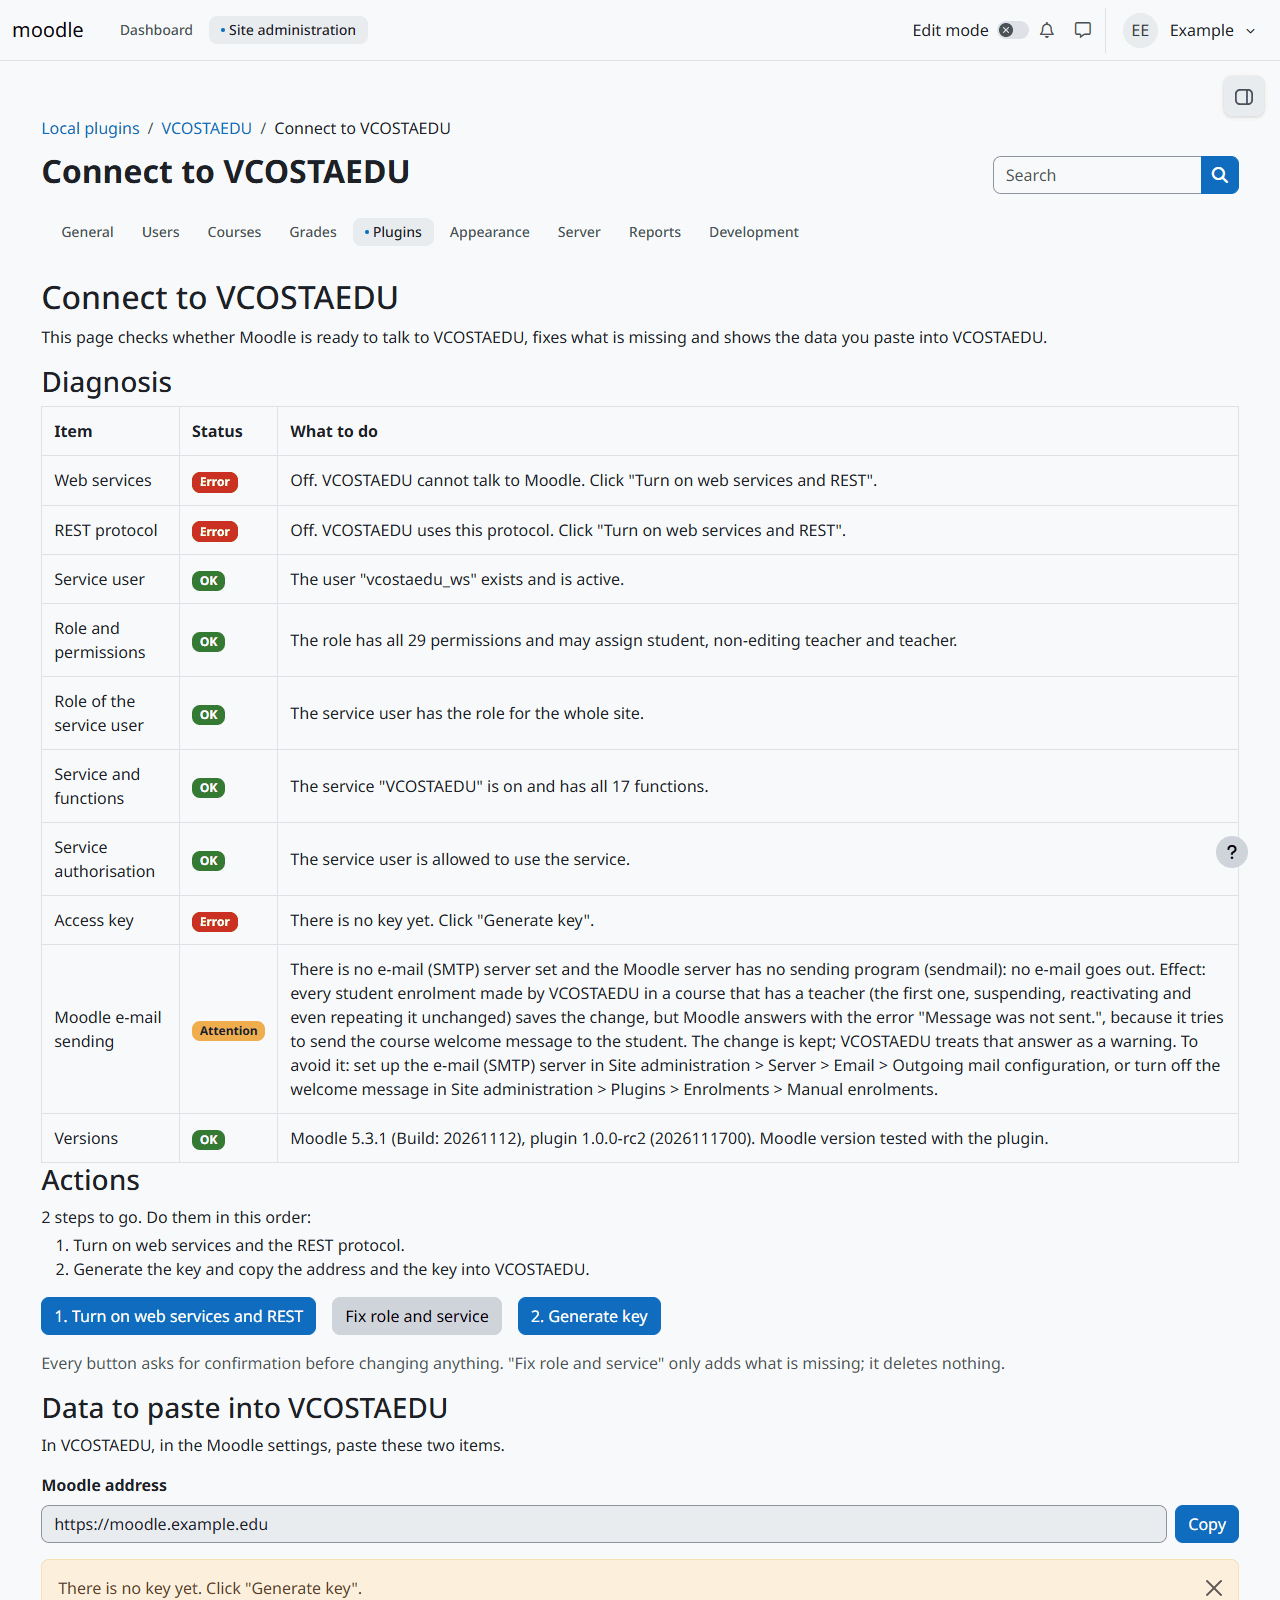 moodle
Dashboard
Site administration
Edit mode
EE
Example
Local plugins / VCOSTAEDU / Connect to VCOSTAEDU
Connect to VCOSTAEDU
Search
General
Users
Courses
Grades
Plugins
Appearance
Server
Reports
Development
Connect to VCOSTAEDU
This page checks whether Moodle is ready to talk to VCOSTAEDU, fixes what is missing and shows the data you paste into VCOSTAEDU.
Diagnosis
Item
Status
What to do
Web services
Error
Off. VCOSTAEDU cannot talk to Moodle. Click "Turn on web services and REST".
REST protocol
Error
Off. VCOSTAEDU uses this protocol. Click "Turn on web services and REST".
Service user
OK
The user "vcostaedu_ws" exists and is active.
Role and
permissions
OK
The role has all 29 permissions and may assign student, non-editing teacher and teacher.
Role of the
service user
OK
The service user has the role for the whole site.
Service and
functions
OK
The service "VCOSTAEDU" is on and has all 17 functions.
Service
authorisation
OK
The service user is allowed to use the service.
?
Access key
Error
There is no key yet. Click "Generate key".
Moodle e-mail
sending
Attention
There is no e-mail (SMTP) server set and the Moodle server has no sending program (sendmail): no e-mail goes out. Effect:
every student enrolment made by VCOSTAEDU in a course that has a teacher (the first one, suspending, reactivating and
even repeating it unchanged) saves the change, but Moodle answers with the error "Message was not sent.", because it tries
to send the course welcome message to the student. The change is kept; VCOSTAEDU treats that answer as a warning. To
avoid it: set up the e-mail (SMTP) server in Site administration > Server > Email > Outgoing mail configuration, or turn off the
welcome message in Site administration > Plugins > Enrolments > Manual enrolments.
Versions
OK
Moodle 5.3.1 (Build: 20261112), plugin 1.0.0-rc2 (2026111700). Moodle version tested with the plugin.
Actions
2 steps to go. Do them in this order:
1. Turn on web services and the REST protocol.
2. Generate the key and copy the address and the key into VCOSTAEDU.
1. Turn on web services and REST
Fix role and service
2. Generate key
Every button asks for confirmation before changing anything. "Fix role and service" only adds what is missing; it deletes nothing.
Data to paste into VCOSTAEDU
In VCOSTAEDU, in the Moodle settings, paste these two items.
Moodle address
https://moodle.example.edu
Copy
There is no key yet. Click "Generate key".